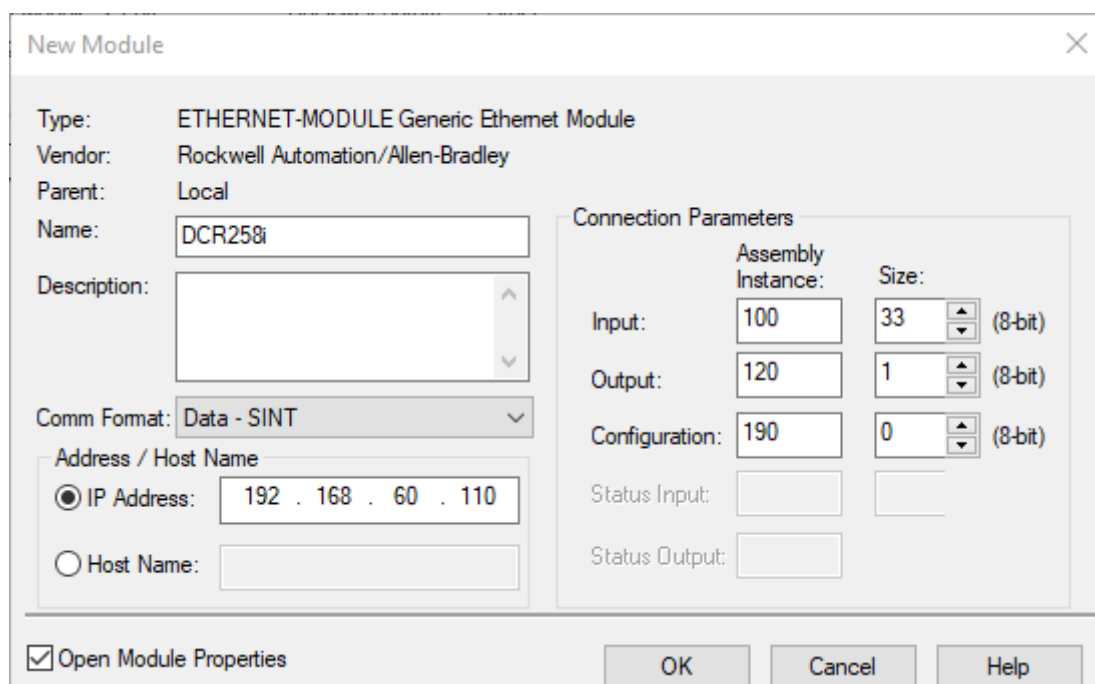 New Module
Type: ETHERNET-MODULE Generic Ethernet Module
Vendor: Rockwell Automation/Allen-Bradley
Parent: Local
Name: DCR258i
Description:
Comm Format: Data - SINT
Address / Host Name
IP Address: 192 . 168 . 60 . 110
Host Name:
Connection Parameters
Assembly
Instance: Size:
Input: 100 33 (8-bit)
Output: 120 1 (8-bit)
Configuration: 190 0 (8-bit)
Status Input:
Status Output:
Open Module Properties
OK Cancel Help